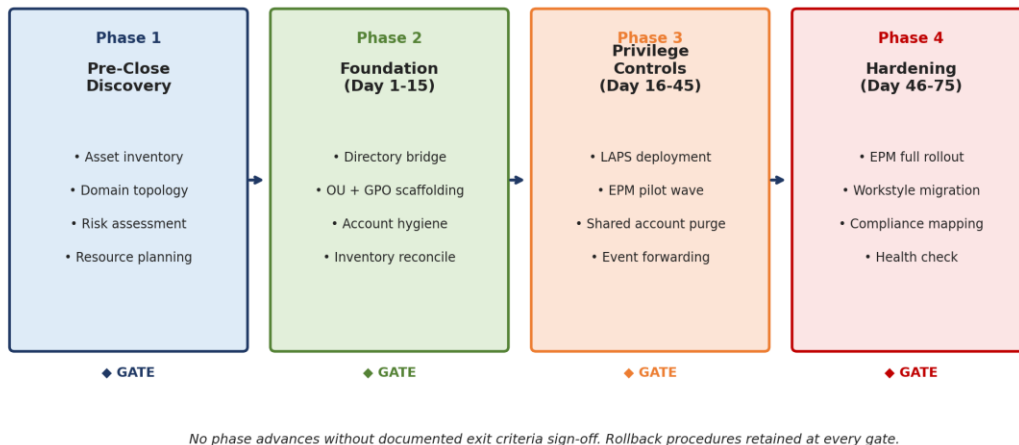 Phase 1
Pre-Close
Discovery
• Asset inventory
• Domain topology
• Risk assessment
• Resource planning
◆ GATE
Phase 2
Foundation
(Day 1-15)
• Directory bridge
• OU + GPO scaffolding
• Account hygiene
• Inventory reconcile
◆ GATE
Phase 3
Privilege
Controls
(Day 16-45)
• LAPS deployment
• EPM pilot wave
• Shared account purge
• Event forwarding
◆ GATE
Phase 4
Hardening
(Day 46-75)
• EPM full rollout
• Workstyle migration
• Compliance mapping
• Health check
◆ GATE
No phase advances without documented exit criteria sign-off. Rollback procedures retained at every gate.